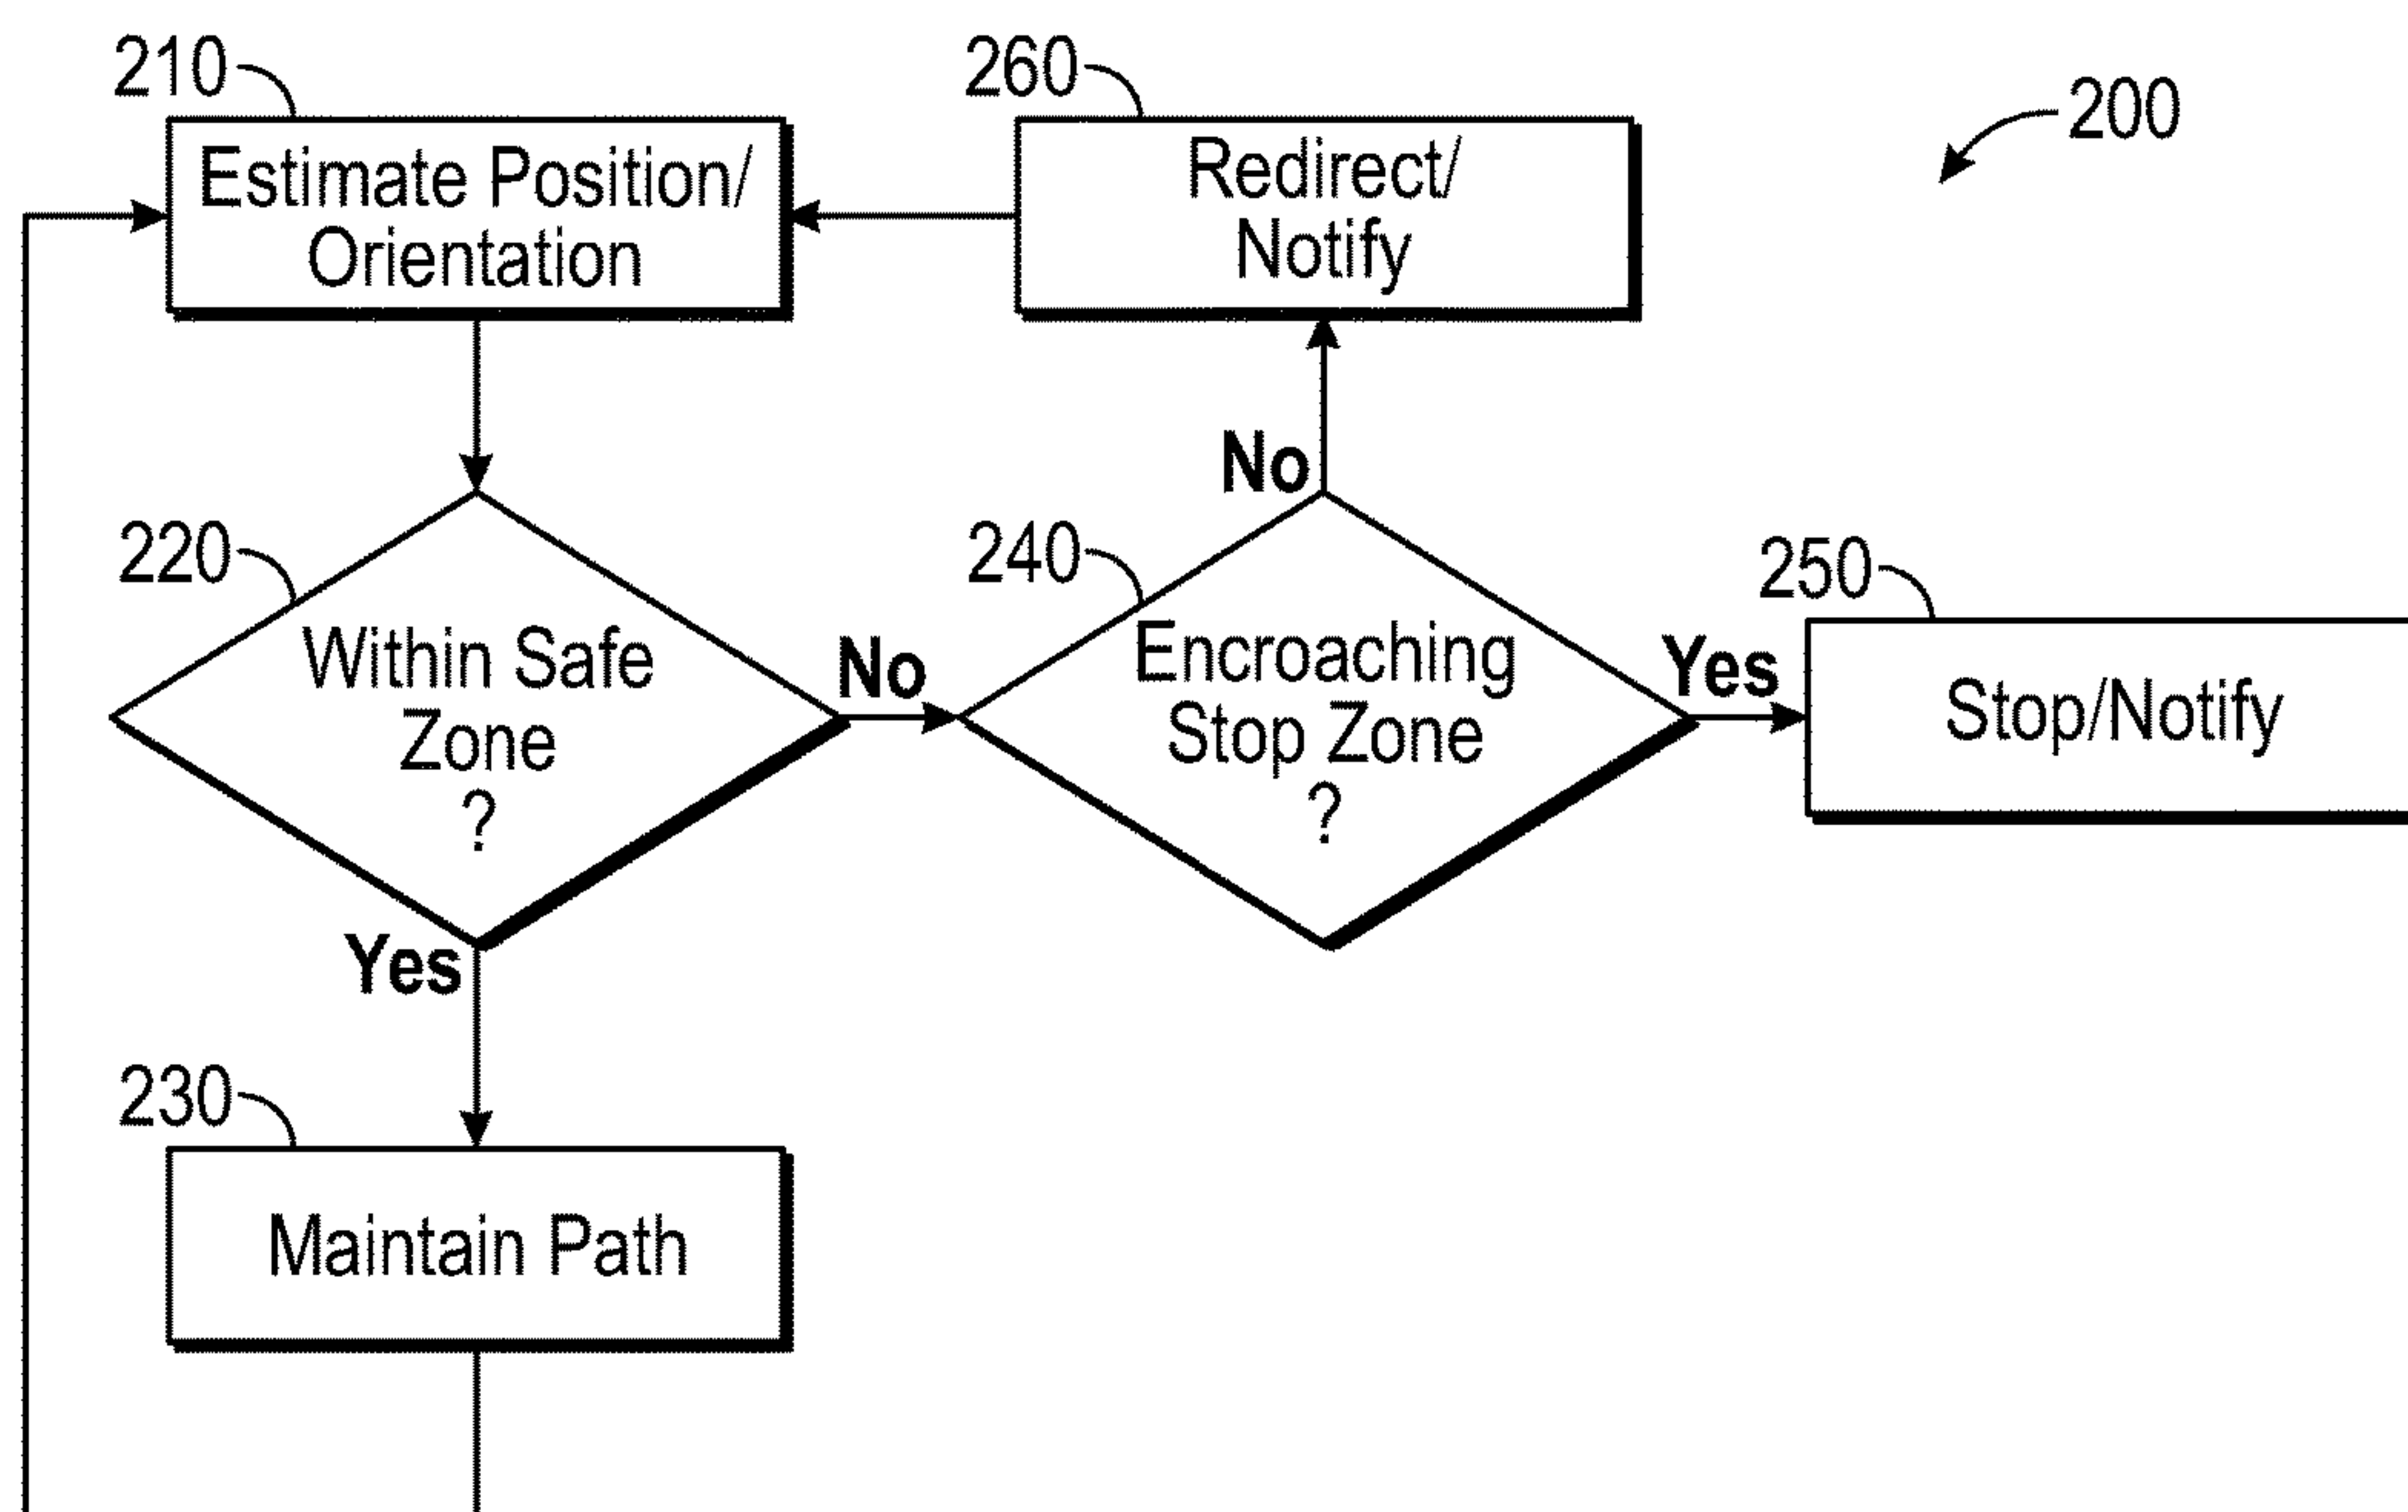 210
260
200
Estimate Position/
Orientation
Redirect/
Notify
No
220
240
250
Within Safe
Zone
?
No
Encroaching
Stop Zone
?
Yes
Stop/Notify
Yes
230
Maintain Path